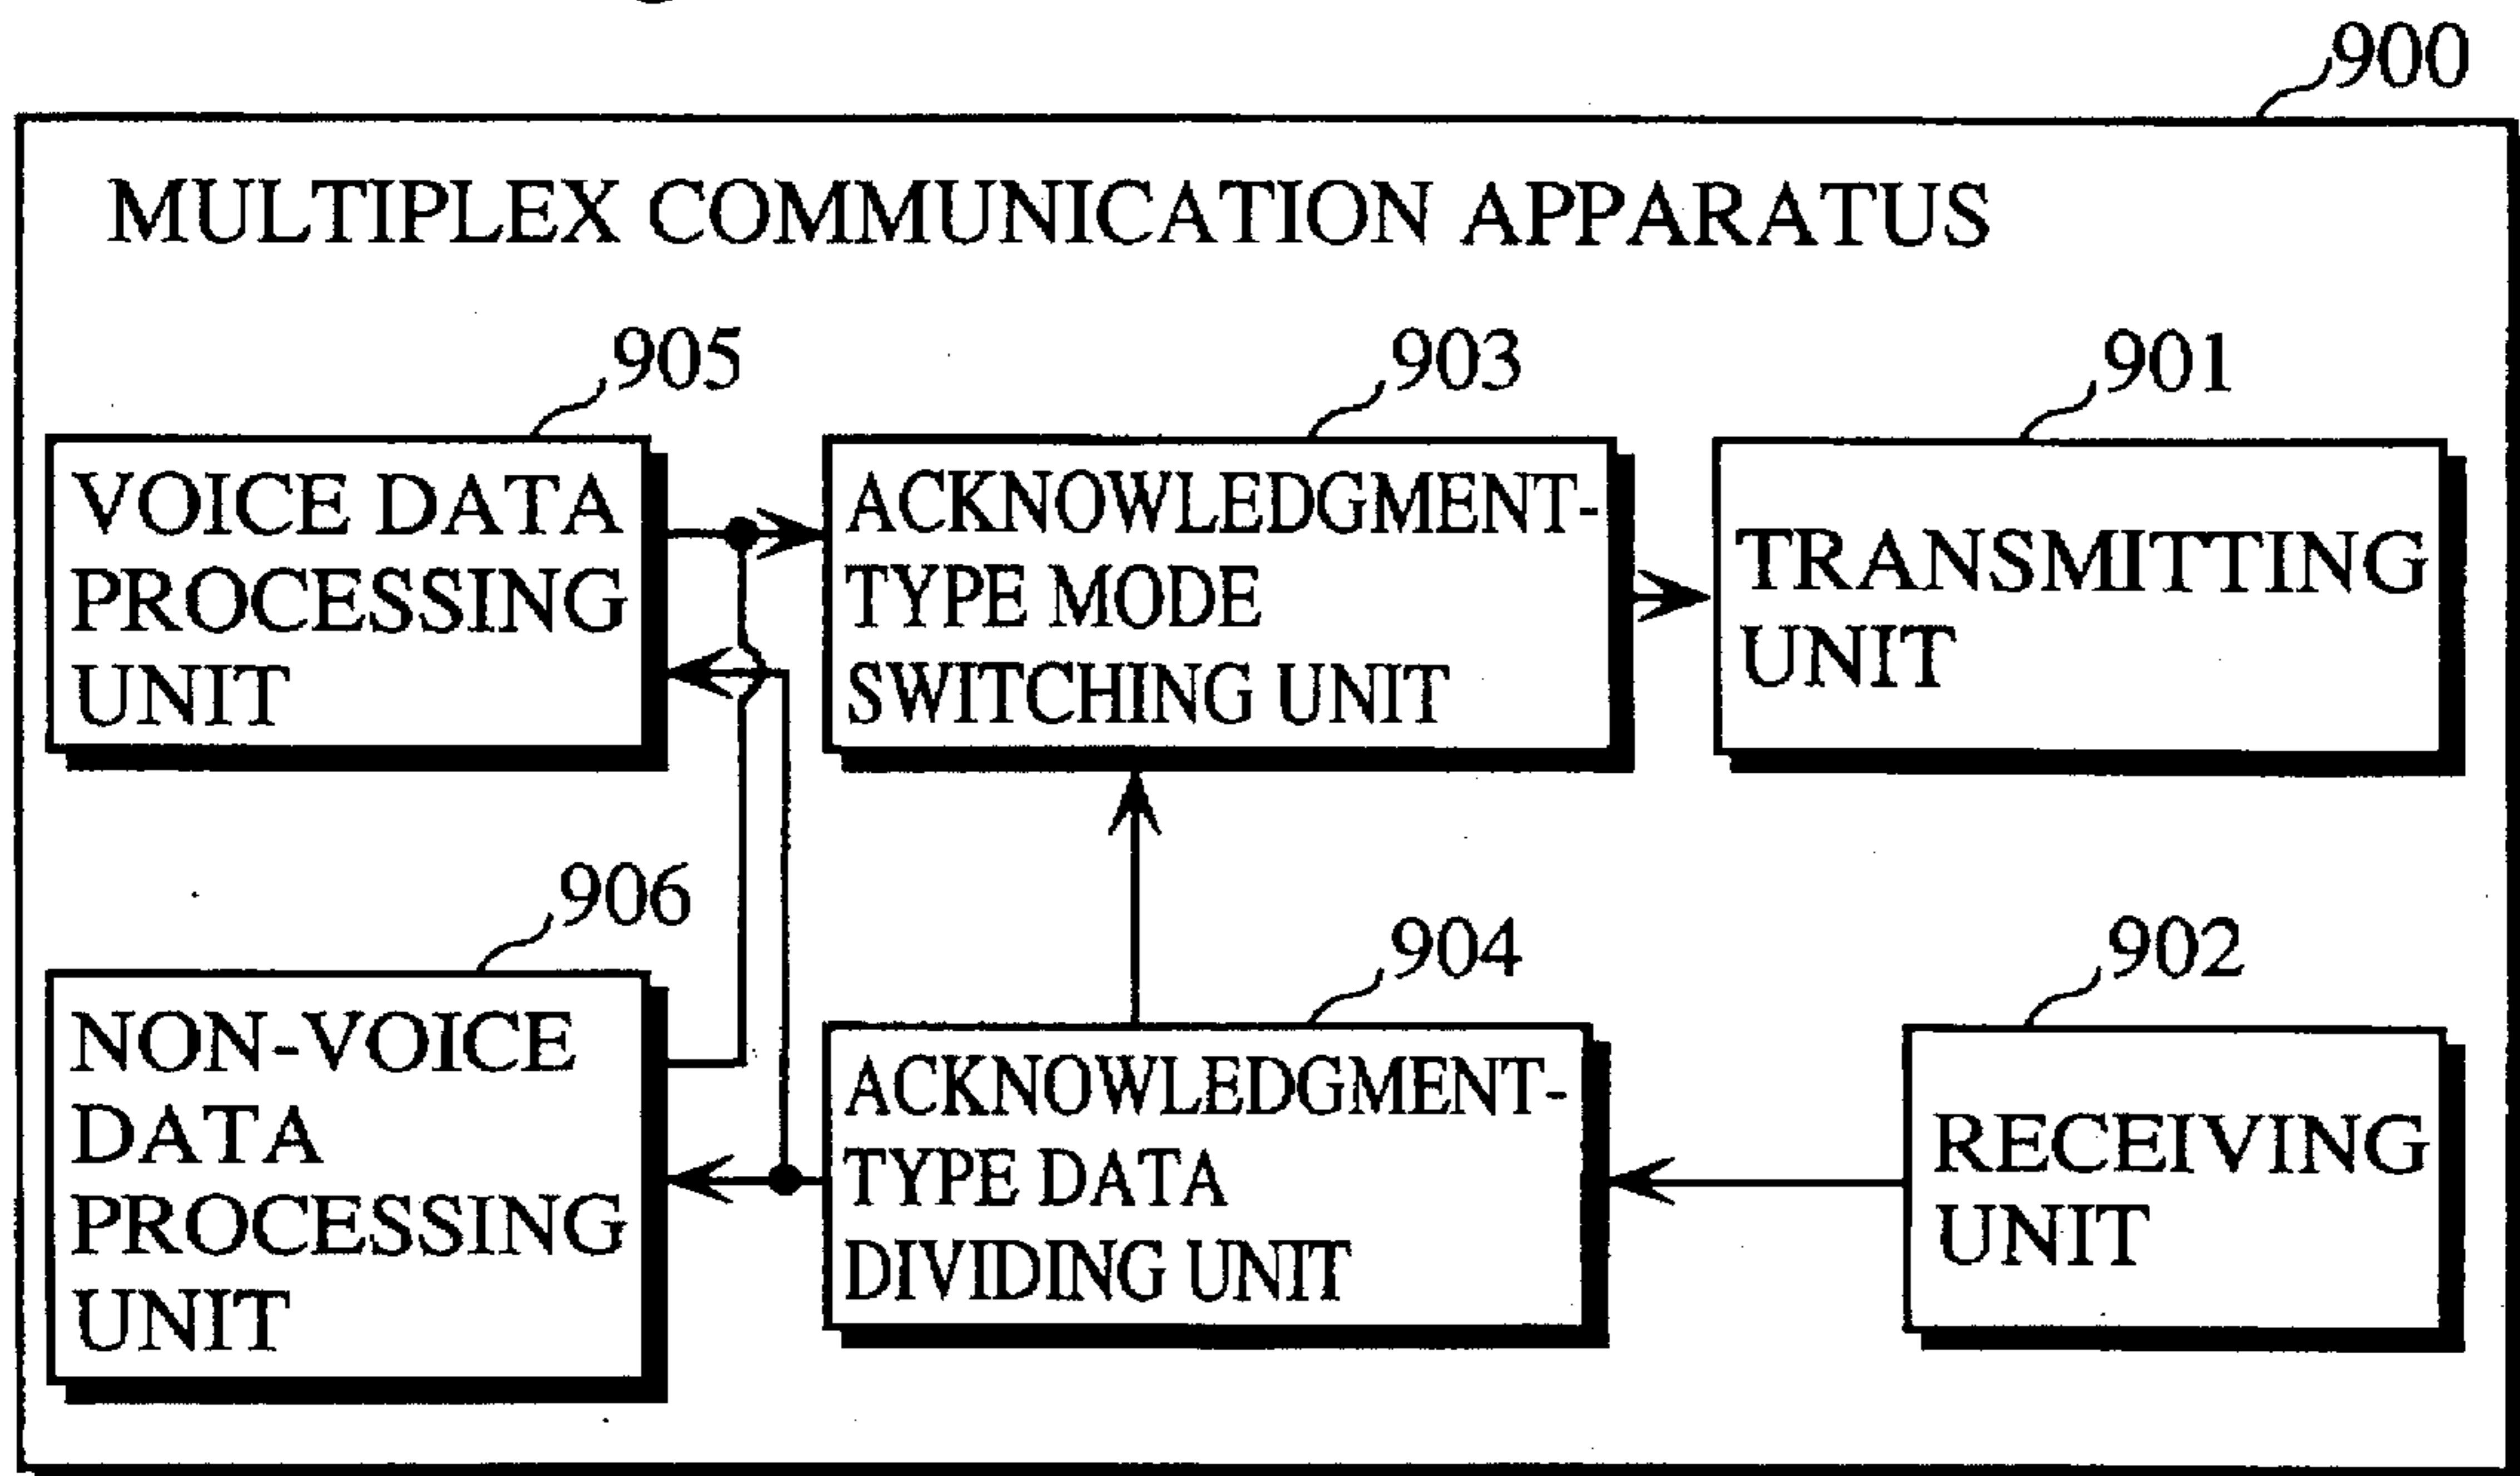 900
MULTIPLEX COMMUNICATION APPARATUS
905
903
901
VOICE DATA
PROCESSING
UNIT
ACKNOWLEDGMENT-
TYPE MODE
SWITCHING UNIT
TRANSMITTING
UNIT
906
904
902
NON-VOICE
DATA
PROCESSING
UNIT
ACKNOWLEDGMENT-
TYPE DATA
DIVIDING UNIT
RECEIVING
UNIT